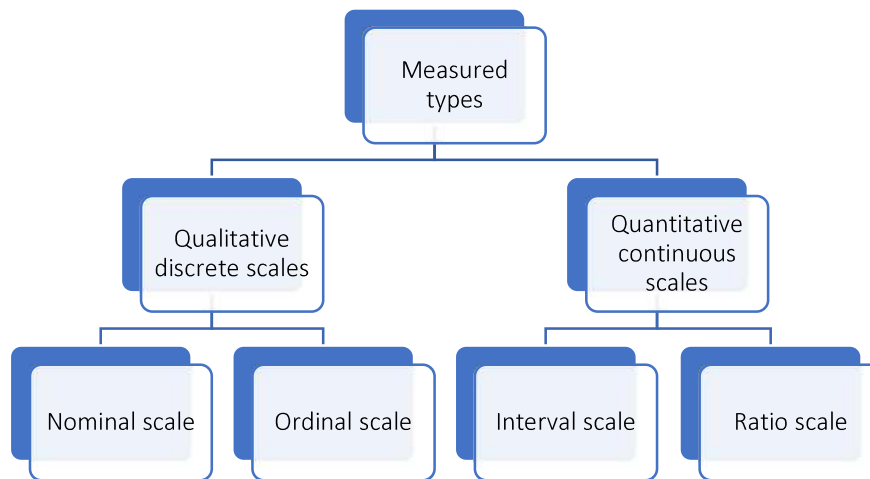 Measured
types
Qualitative
discrete scales
Quantitative
continuous
scales
Nominal scale
Ordinal scale
Interval scale
Ratio scale